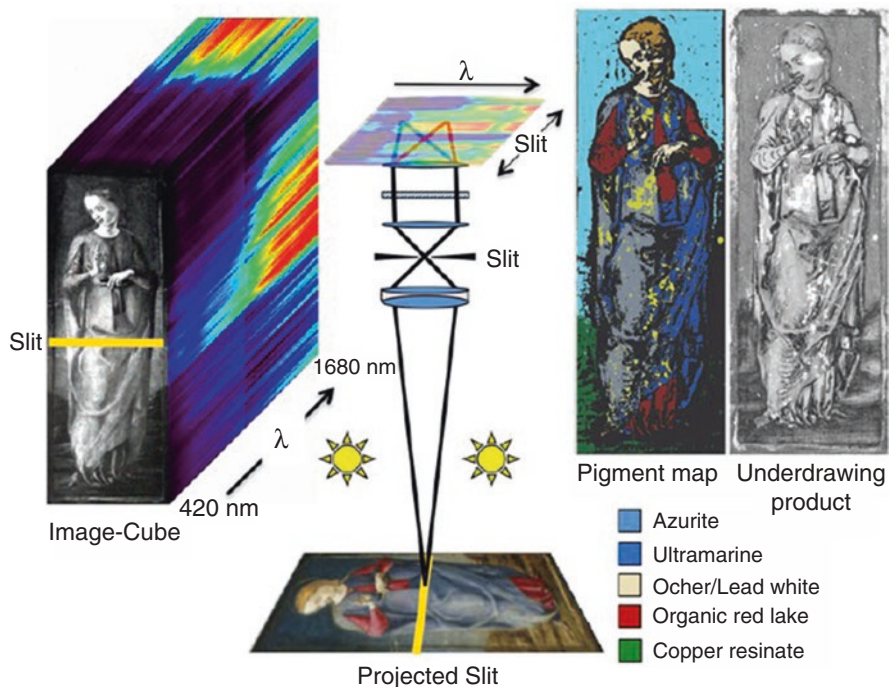 λ
Slit
Slit
Slit
1680 nm
λ
420 nm
Image-Cube
Projected Slit
Pigment map
Underdrawing
product
Azurite
Ultramarine
Ocher/Lead white
Organic red lake
Copper resinate